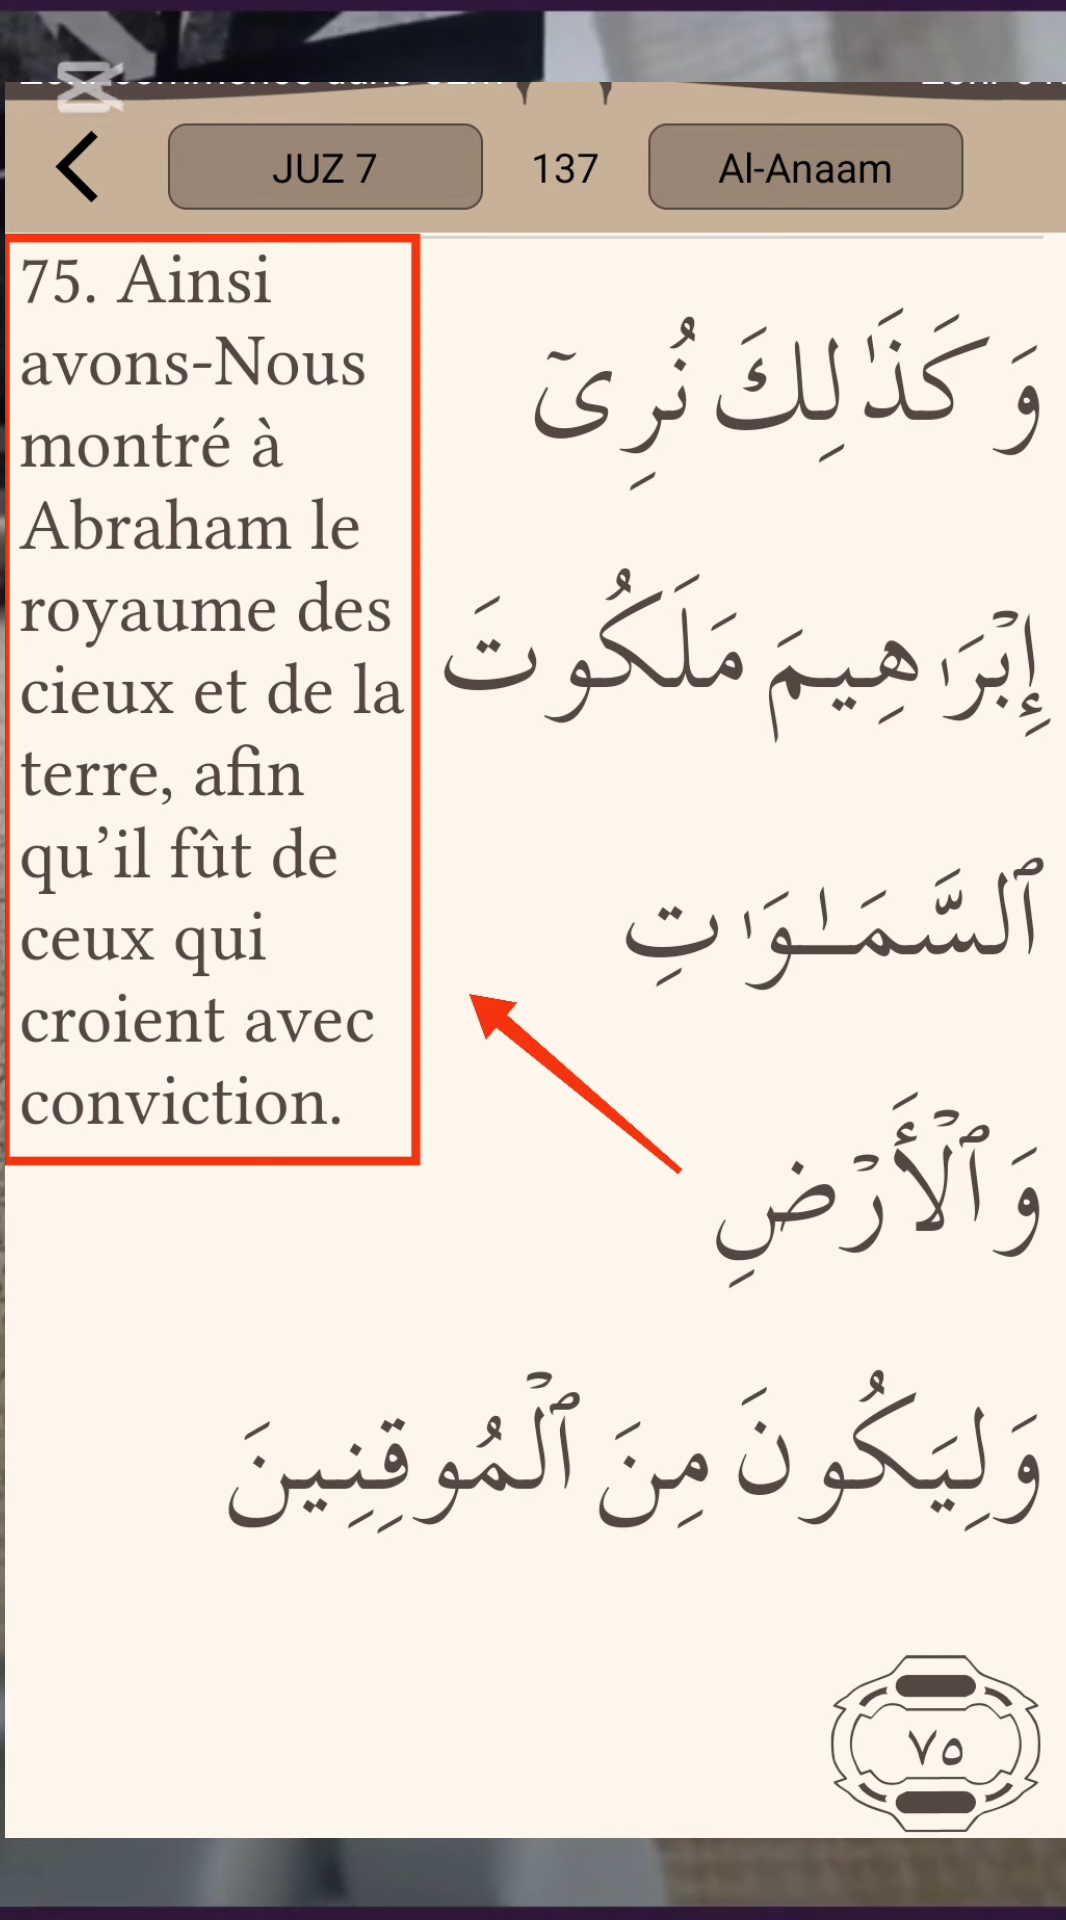 JUZ 7
137
Al-Anaam
75. Ainsi
avons-Nous
montré à
Abraham le
royaume des
cieux et de la
terre, afin
qu’il fût de
ceux qui
croient avec
conviction.
وَكَذَٰلِكَ نُرِىٓ
إِبْرَٰهِيمَ مَلَكُوتَ
ٱلسَّمَـٰوَٰتِ
وَٱلْأَرْضِ
وَلِيَكُونَ مِنَ ٱلْمُوقِنِينَ
٧٥